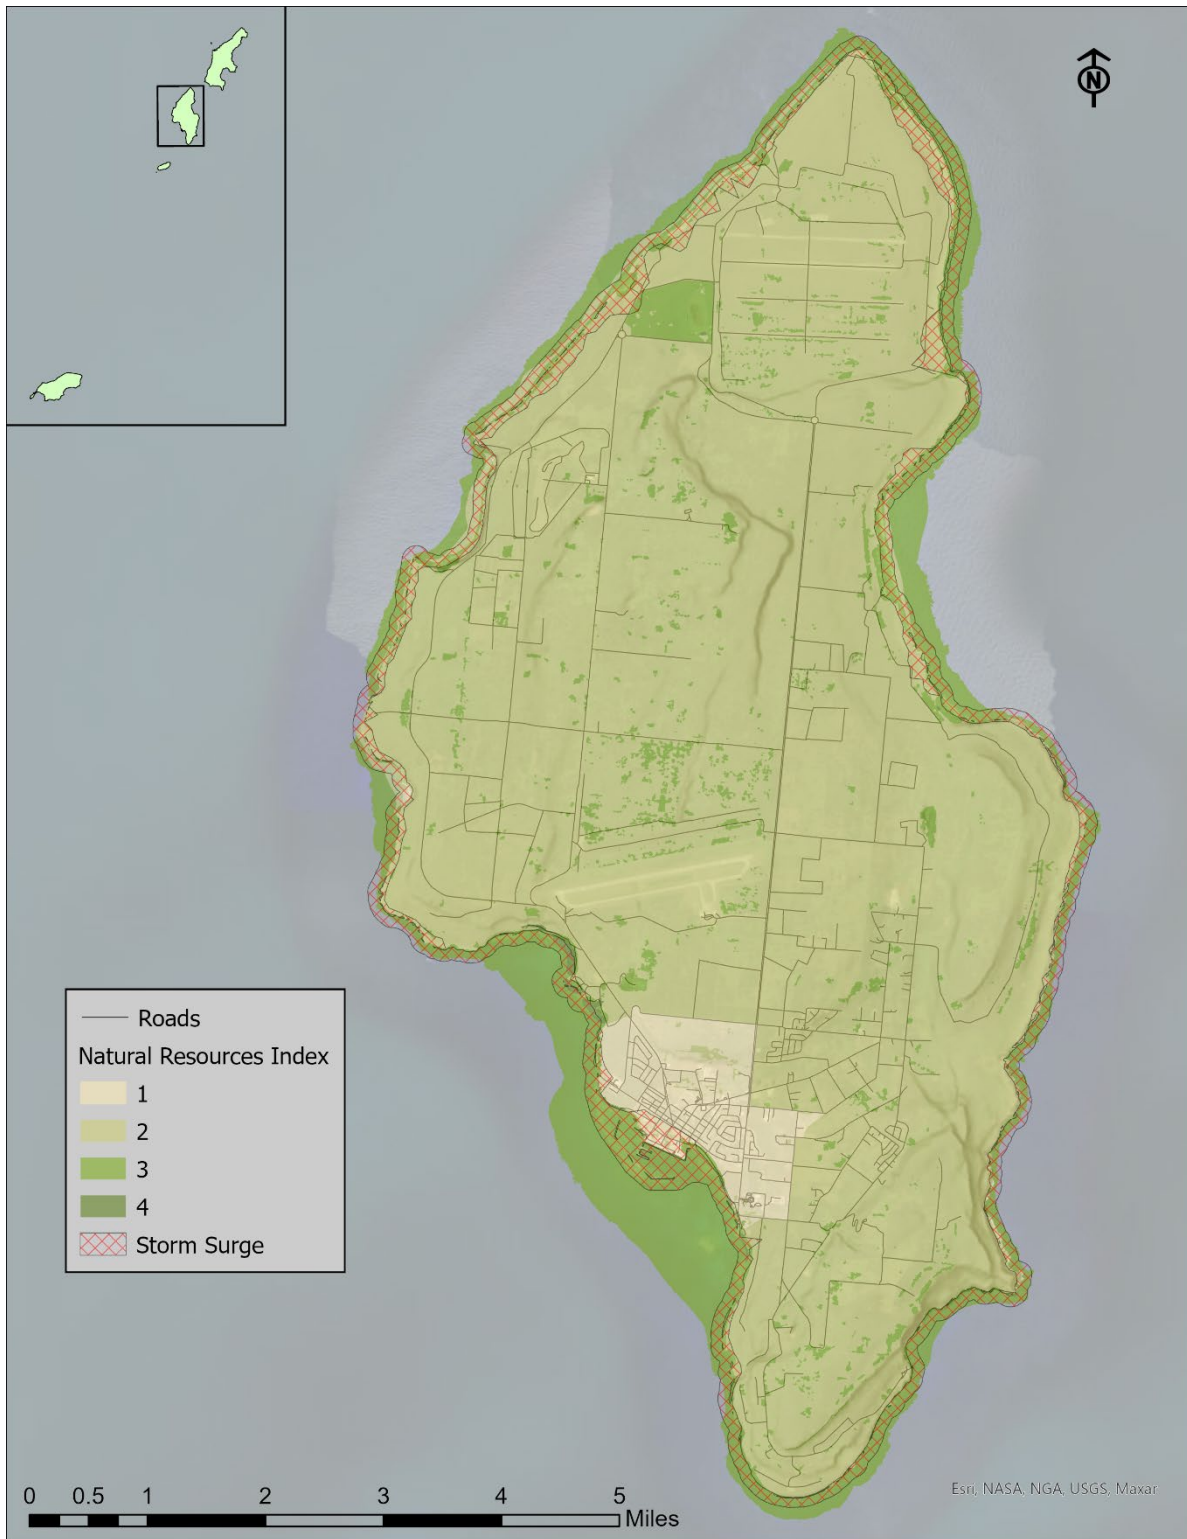 N
Roads
Natural Resources Index
1
2
3
4
Storm Surge
0 0.5 1 2 3 4 5
Miles
Esri, NASA, NGA, USGS, Maxar